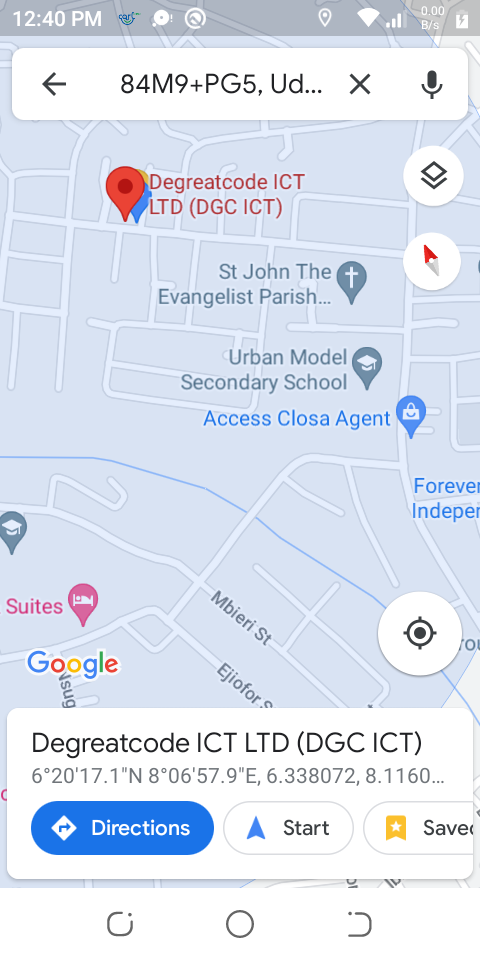 12:40 PM
0.00
B/s
84M9+PG5, Ud...
Degreatcode ICT
LTD (DGC ICT)
St John The
Evangelist Parish...
Urban Model
Secondary School
Access Closa Agent
Forever
Indepen
Suites
Mbieri St
Ejiofor S
Google
Nsug
Degreatcode ICT LTD (DGC ICT)
6°20'17.1"N 8°06'57.9"E, 6.338072, 8.1160...
Directions
Start
Saved